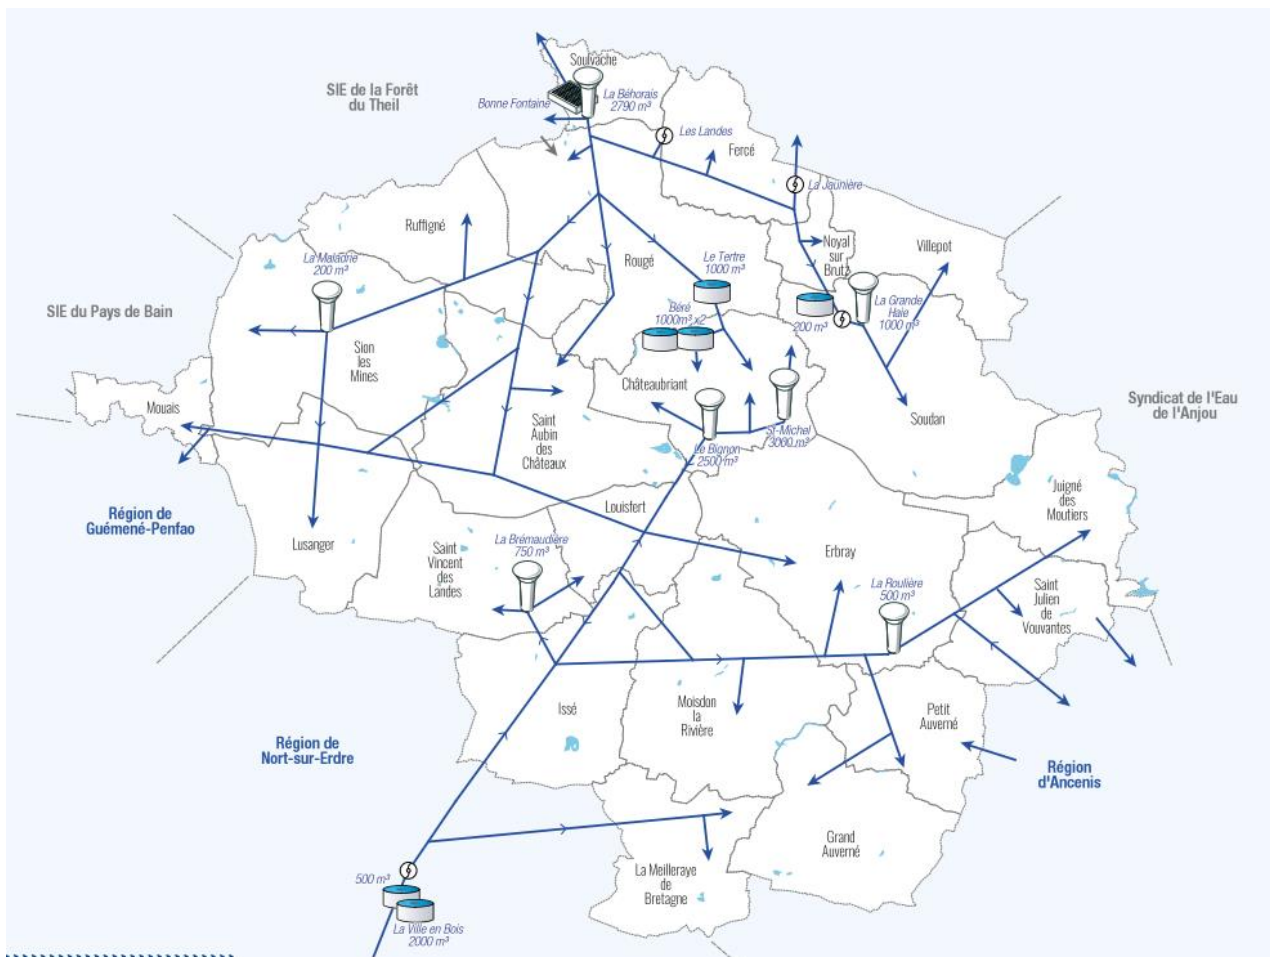 Soulvache
SIE de la Forêt
du Theil
Bonne Fontaine
La Béhorais
2790 m³
Les Landes
Fercé
La Jaunière
Ruffigné
Rougé
Noyal
sur
Brutz
Villepot
La Maladrie
200 m³
Le Tertre
1000 m³
SIE du Pays de Bain
Béré
1000m³ x2
200 m³
La Grande
Haie
1000 m³
Sion
les
Mines
Châteaubriant
Mouais
Saint
Aubin
des
Châteaux
Le Bignon
2500 m³
St-Michel
3000 m³
Soudan
Syndicat de l'Eau
de l'Anjou
Région de
Guémené-Penfao
Lusanger
Louisfert
Juigné
des
Moutiers
Saint
Vincent
des
Landes
La Brémaudière
750 m³
Erbray
La Roulière
500 m³
Saint
Julien
de
Vouvantes
Issé
Moisdon
la
Rivière
Petit
Auverné
Région de
Nort-sur-Erdre
Région
d'Ancenis
Grand
Auverné
La Meilleraye
de
Bretagne
500 m³
La Ville en Bois
2000 m³